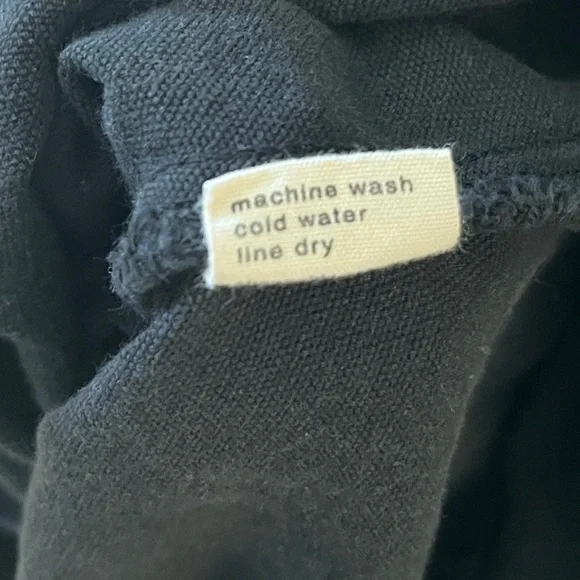 machine wash
cold water
line dry